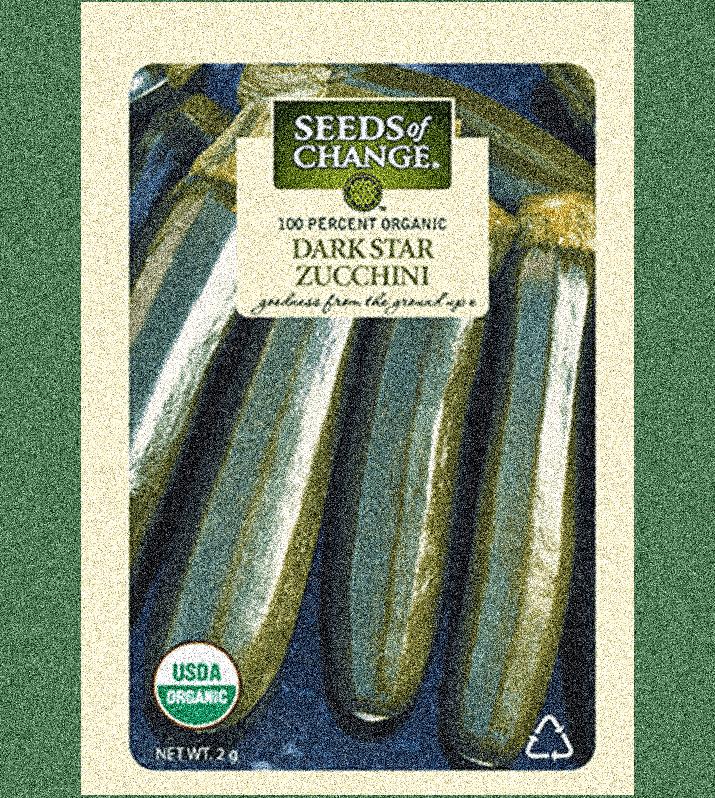 SEEDS of
CHANGE.
™
100 PERCENT ORGANIC
DARK STAR
ZUCCHINI
goodness from the ground up
USDA
ORGANIC
NET WT. 2 g